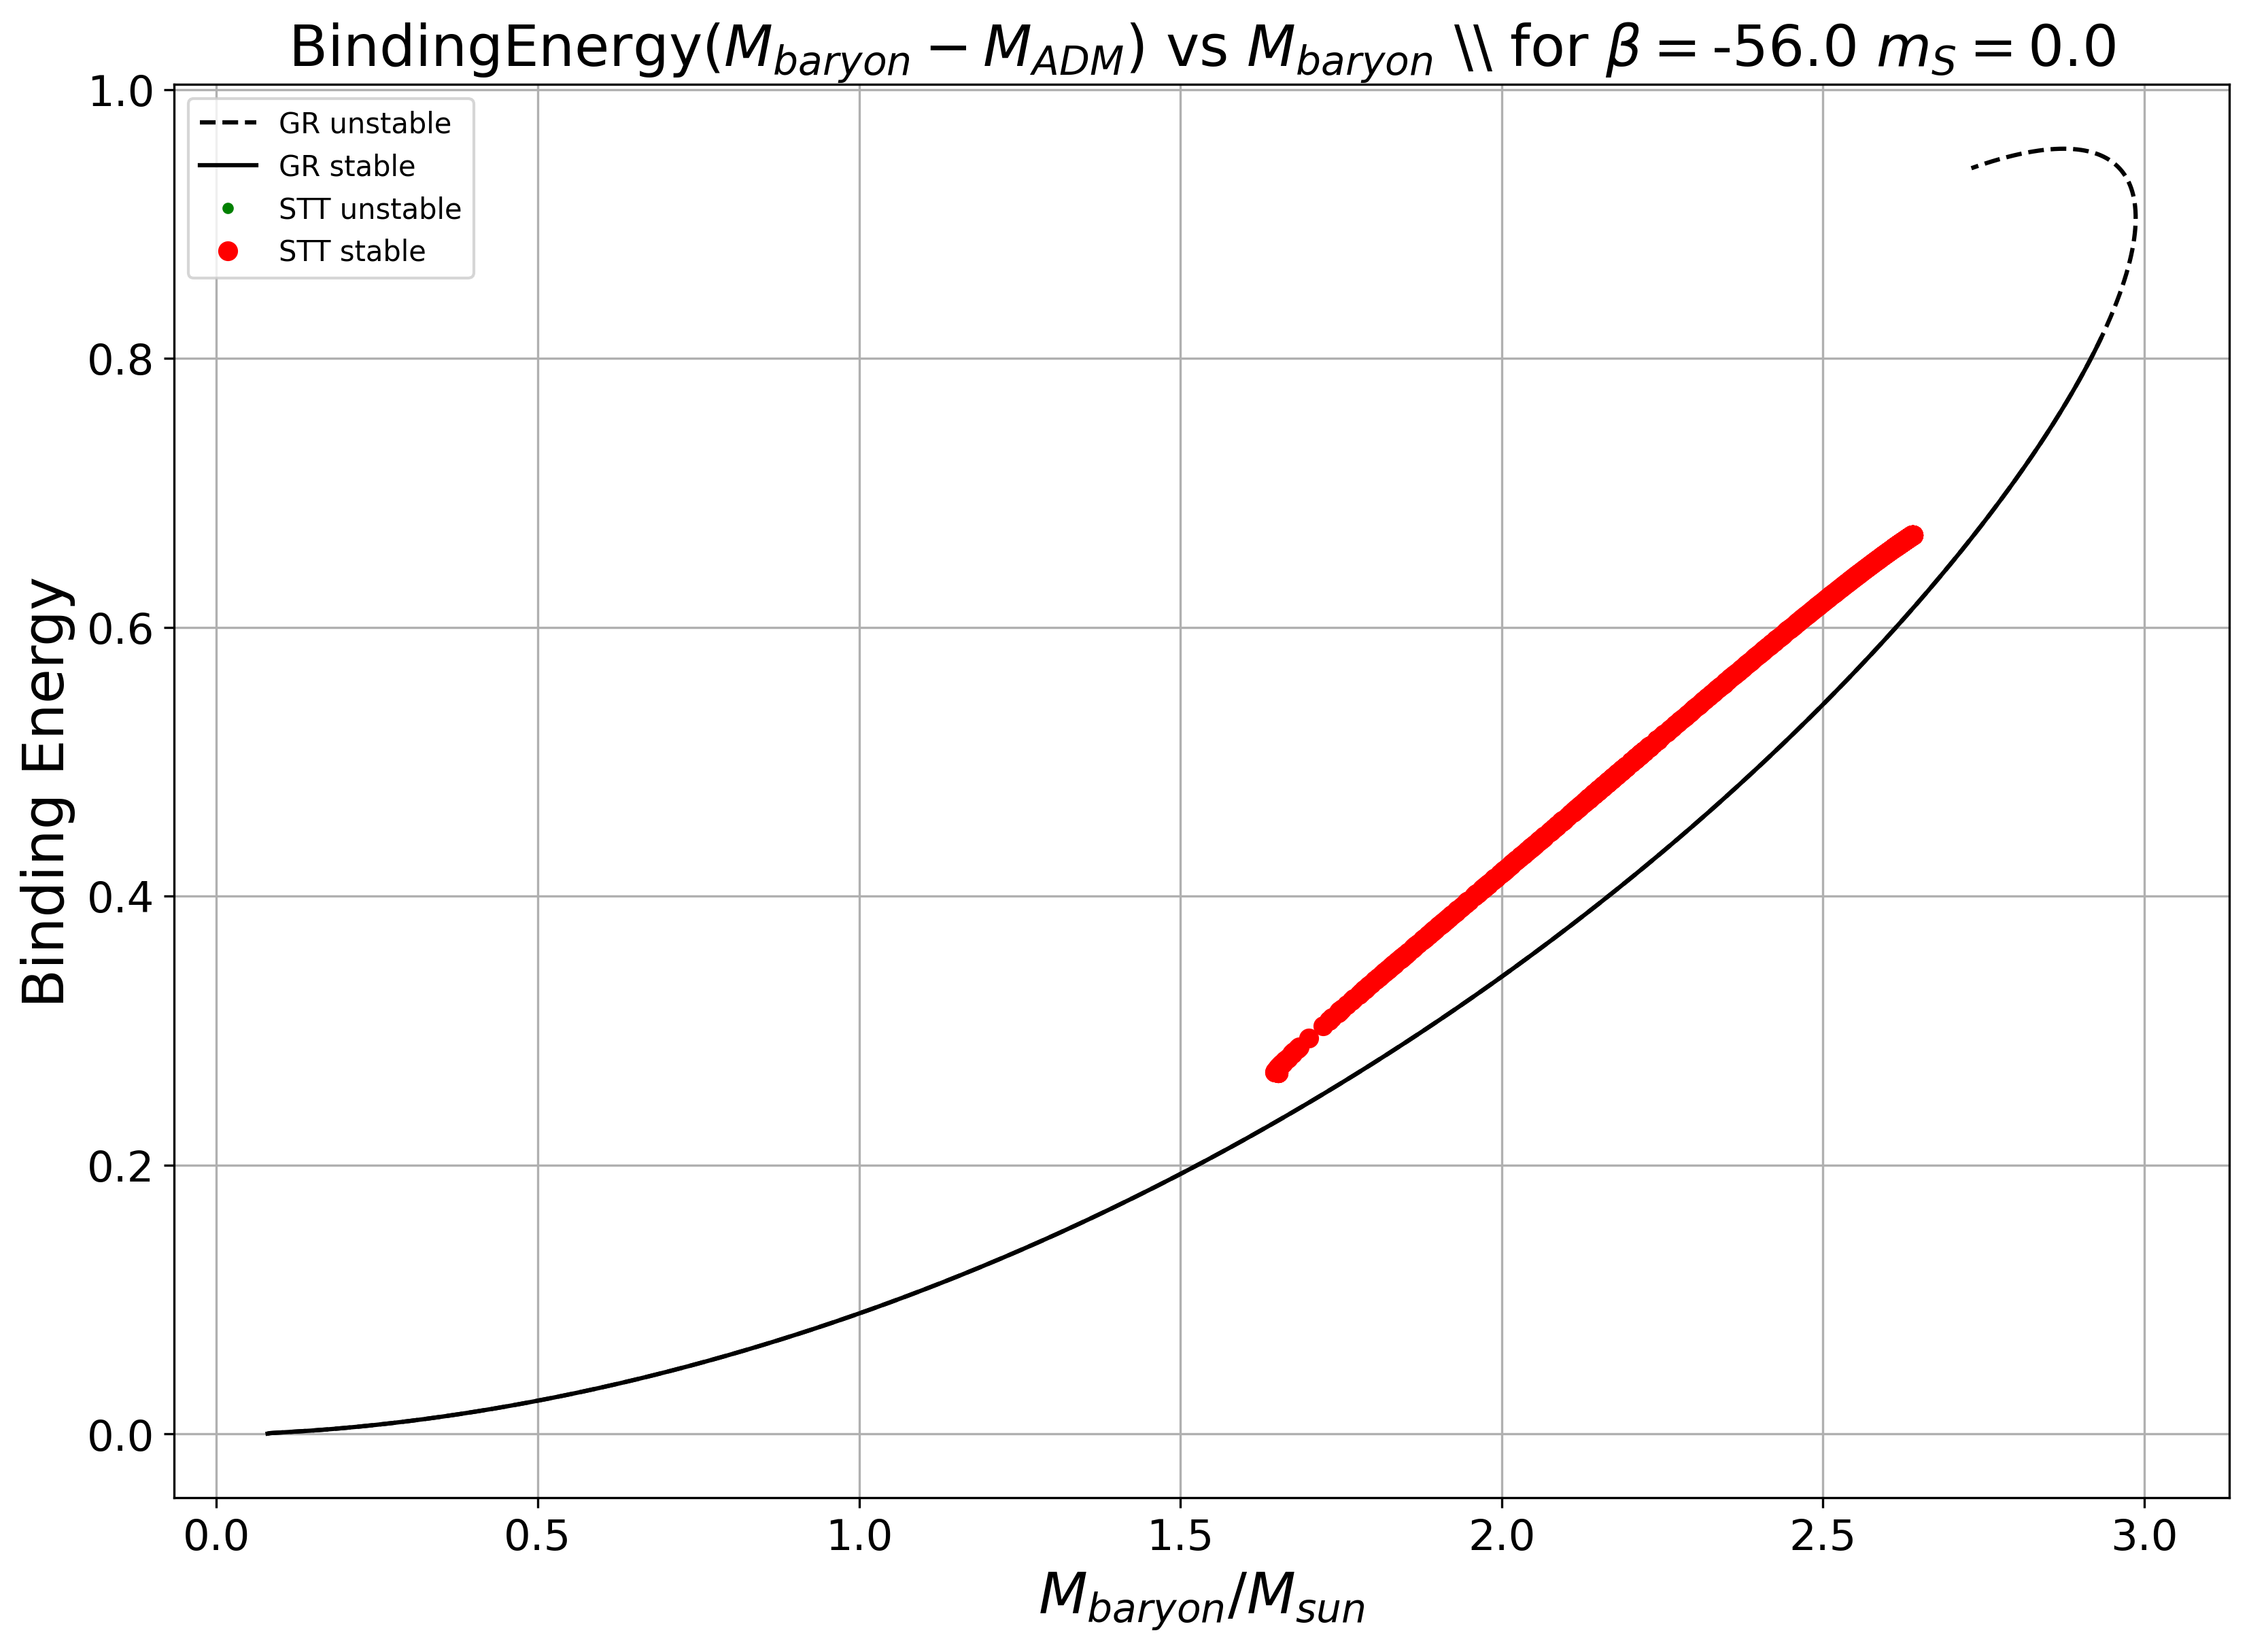 BindingEnergy(M_baryon − M_ADM) vs M_baryon \\ for β = -56.0 m_S = 0.0
1.0
GR unstable
GR stable
STT unstable
STT stable
0.8
0.6
0.4
0.2
0.0
Binding Energy
0.0 0.5 1.0 1.5 2.0 2.5 3.0
M_baryon/M_sun